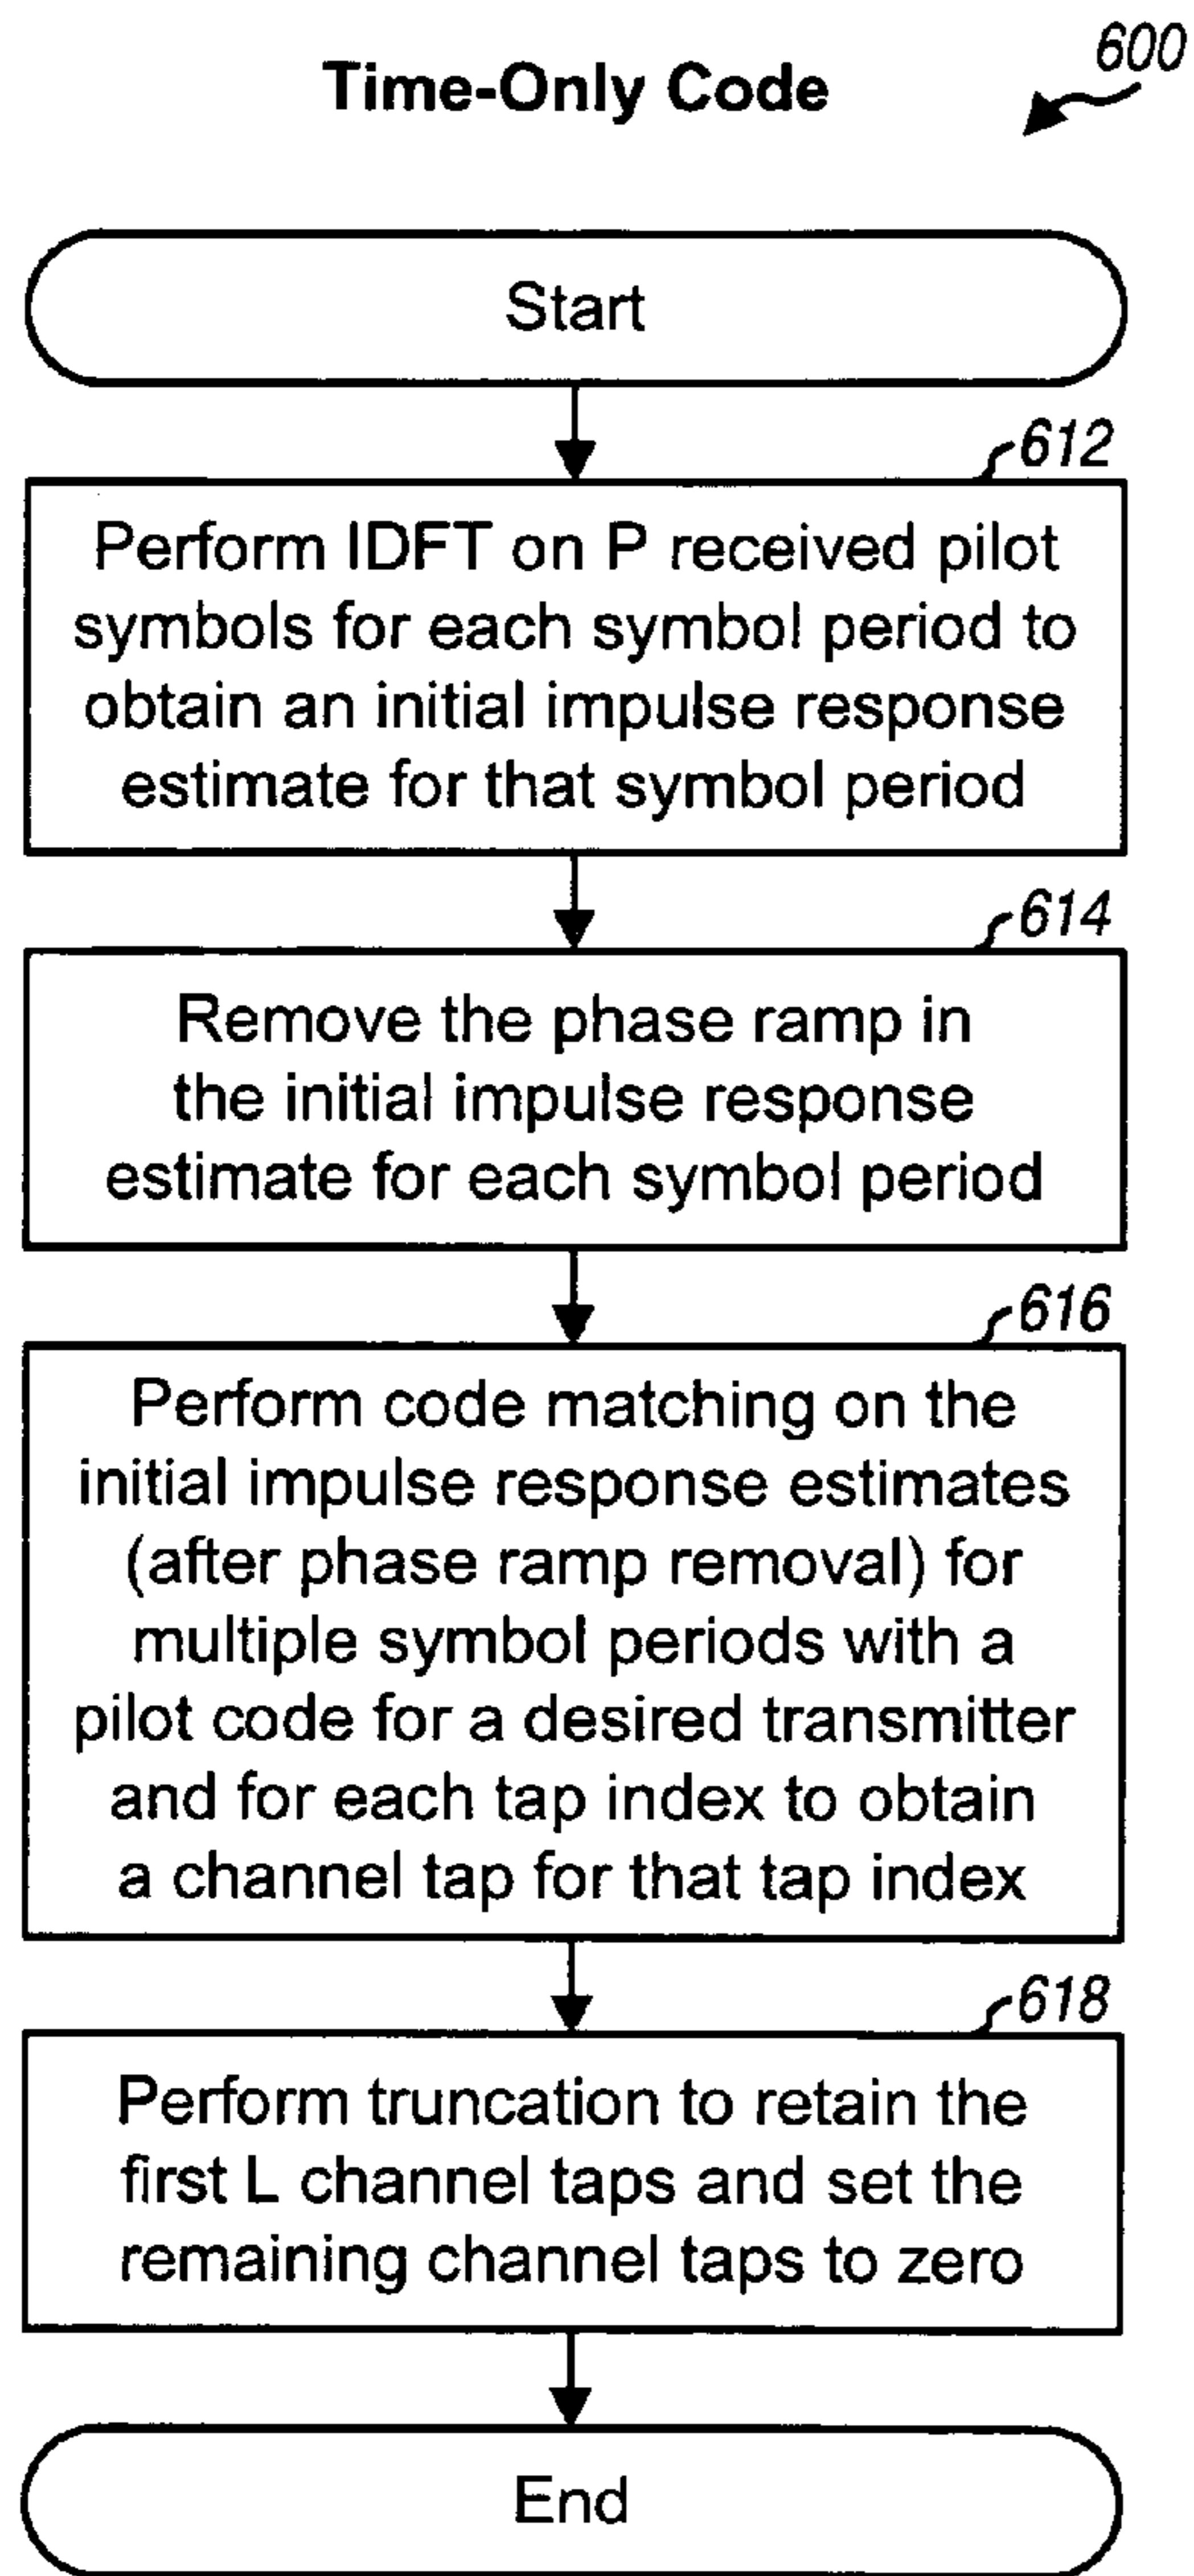 600
Time-Only Code
Start
612
Perform IDFT on P received pilot
symbols for each symbol period to
obtain an initial impulse response
estimate for that symbol period
614
Remove the phase ramp in
the initial impulse response
estimate for each symbol period
616
Perform code matching on the
initial impulse response estimates
(after phase ramp removal) for
multiple symbol periods with a
pilot code for a desired transmitter
and for each tap index to obtain
a channel tap for that tap index
618
Perform truncation to retain the
first L channel taps and set the
remaining channel taps to zero
End